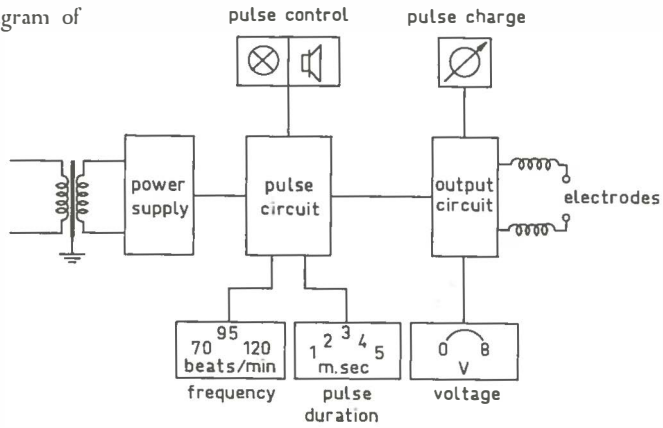 gram of
pulse control
pulse charge
power
supply
pulse
circuit
output
circuit
electrodes
70 95 120
beats/min
frequency
1 2 3 4 5
m.sec
pulse
duration
0 8
V
voltage